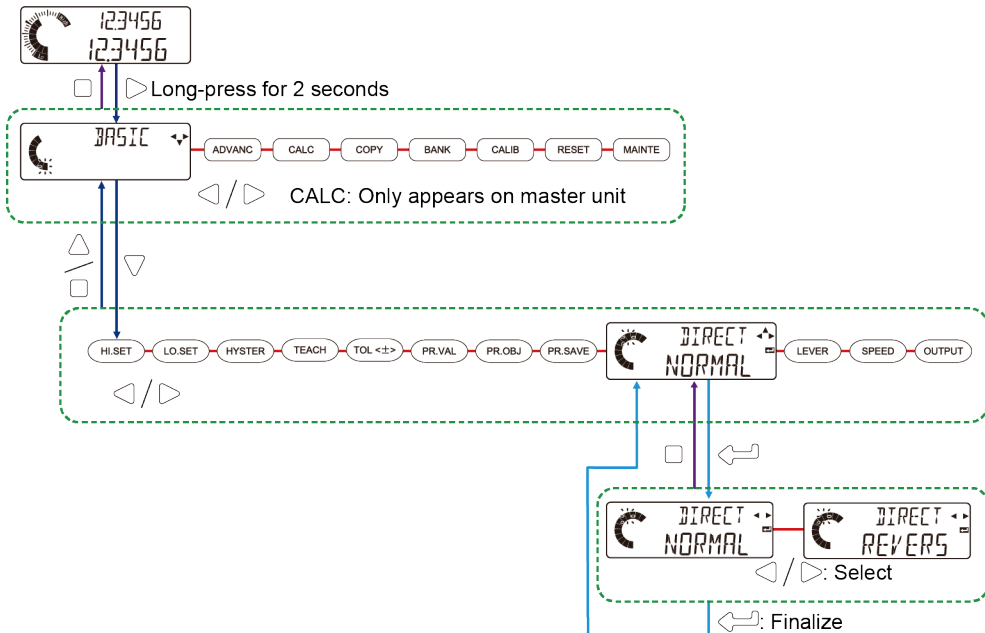 12.3456
12.3456
Long-press for 2 seconds
BASIC
ADVANC CALC COPY BANK CALIB RESET MAINTE
/ CALC: Only appears on master unit
/
HI.SET LO.SET HYSTER TEACH TOL <±> PR.VAL PR.OBJ PR.SAVE DIRECT NORMAL LEVER SPEED OUTPUT
/
DIRECT DIRECT
NORMAL REVERS
/ : Select
: Finalize